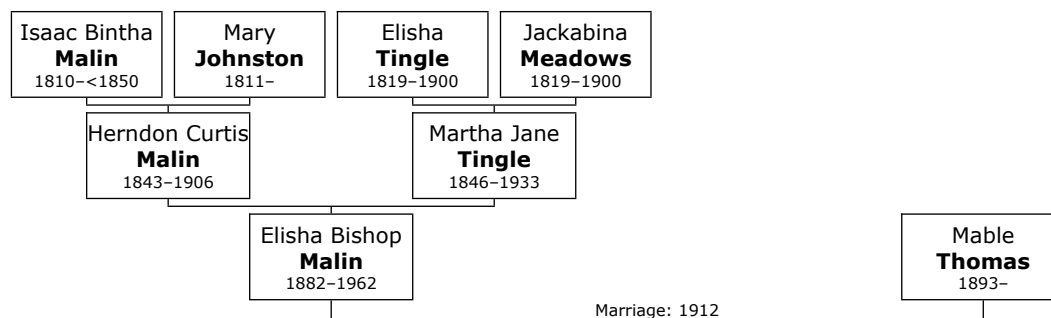 Isaac Bintha
Malin
1810–<1850
Mary
Johnston
1811–
Elisha
Tingle
1819–1900
Jackabina
Meadows
1819–1900
Herndon Curtis
Malin
1843–1906
Martha Jane
Tingle
1846–1933
Elisha Bishop
Malin
1882–1962
Mable
Thomas
1893–
Marriage: 1912